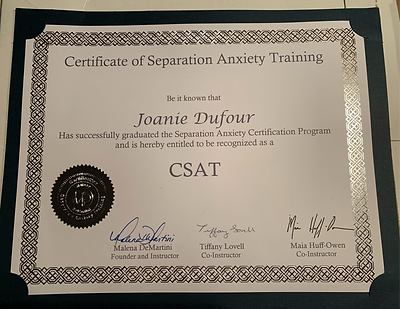 Certificate of Separation Anxiety Training
Be it known that
Joanie Dufour
Has successfully graduated the Separation Anxiety Certification Program
and is hereby entitled to be recognized as a
CSAT
Malena DeMartini
Tiffany Lovell
Maia Huff-Owen
Founder and Instructor
Co-Instructor
Co-Instructor